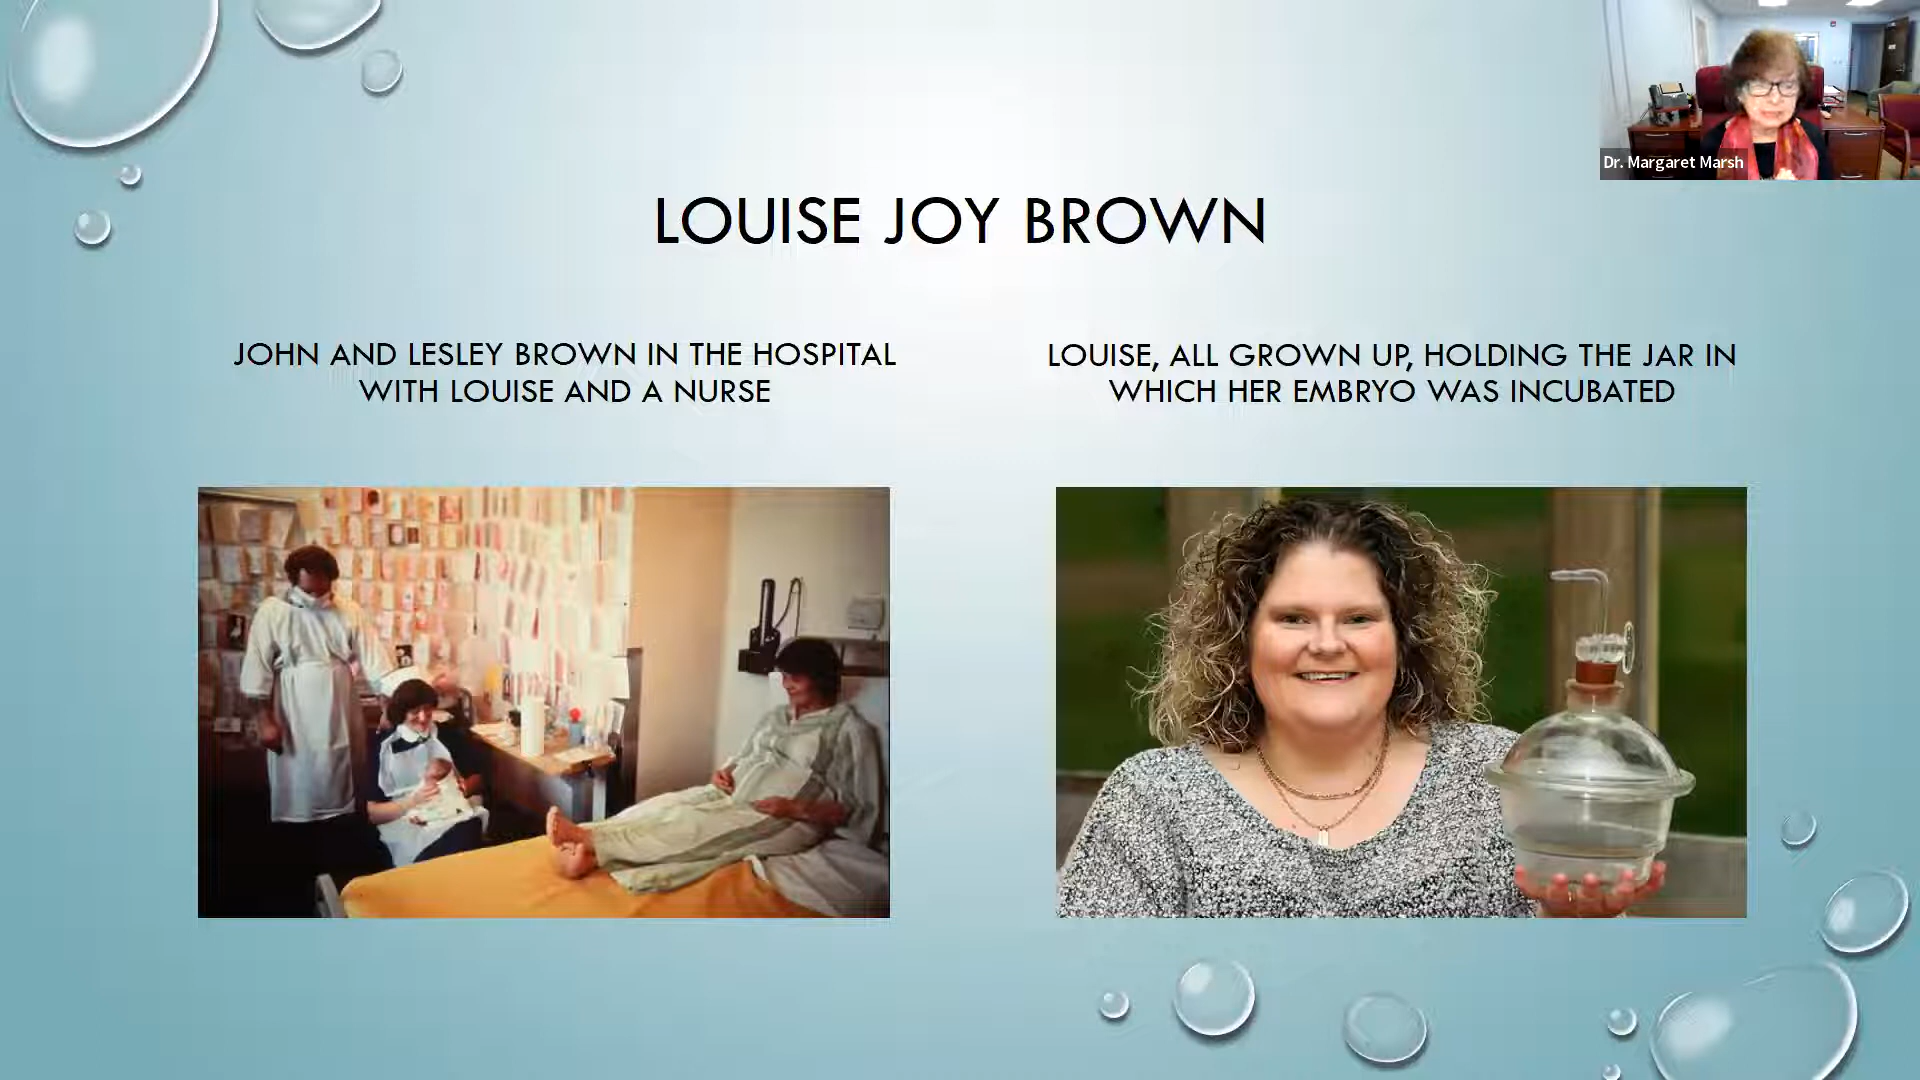 Dr. Margaret Marsh
LOUISE JOY BROWN
JOHN AND LESLEY BROWN IN THE HOSPITAL
WITH LOUISE AND A NURSE
LOUISE, ALL GROWN UP, HOLDING THE JAR IN
WHICH HER EMBRYO WAS INCUBATED